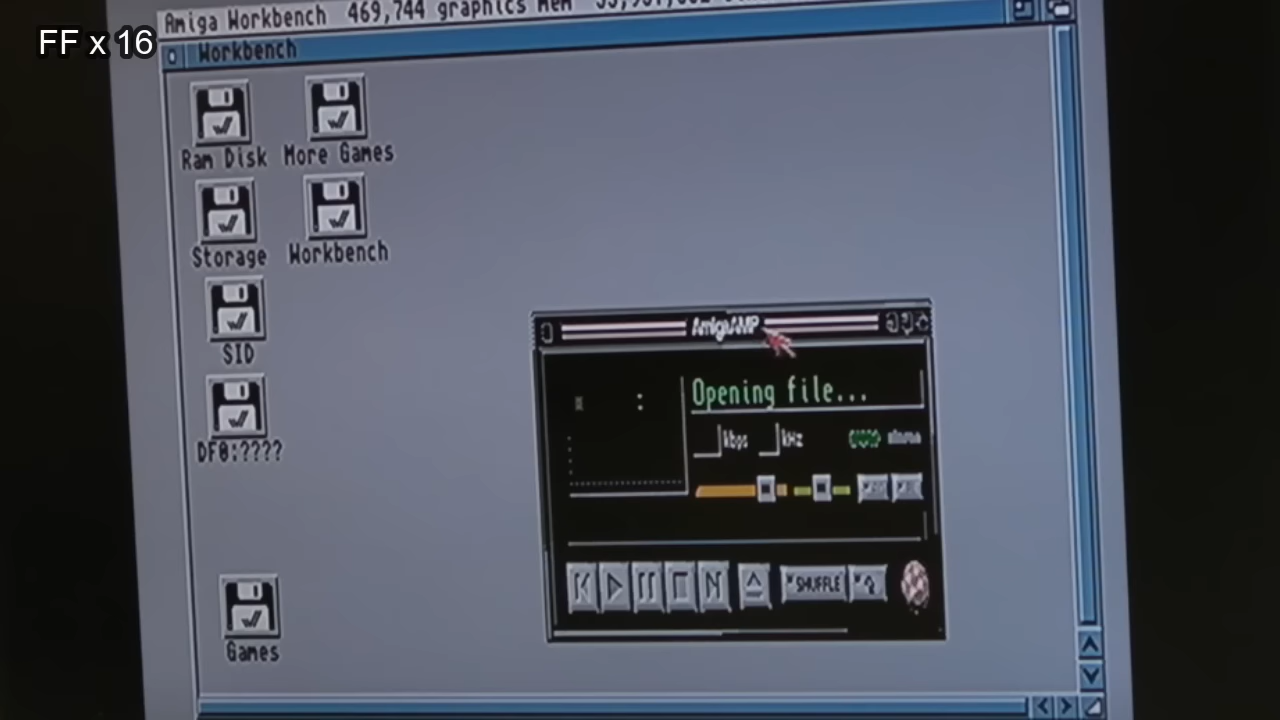 Amiga Workbench 469,744 graphics mem
FF x 16
Workbench
Ram Disk
More Games
Storage
Workbench
SID
DF0:????
Games
AmigaAMP
Opening file...
kbps
kHz
stereo
SHUFFLE